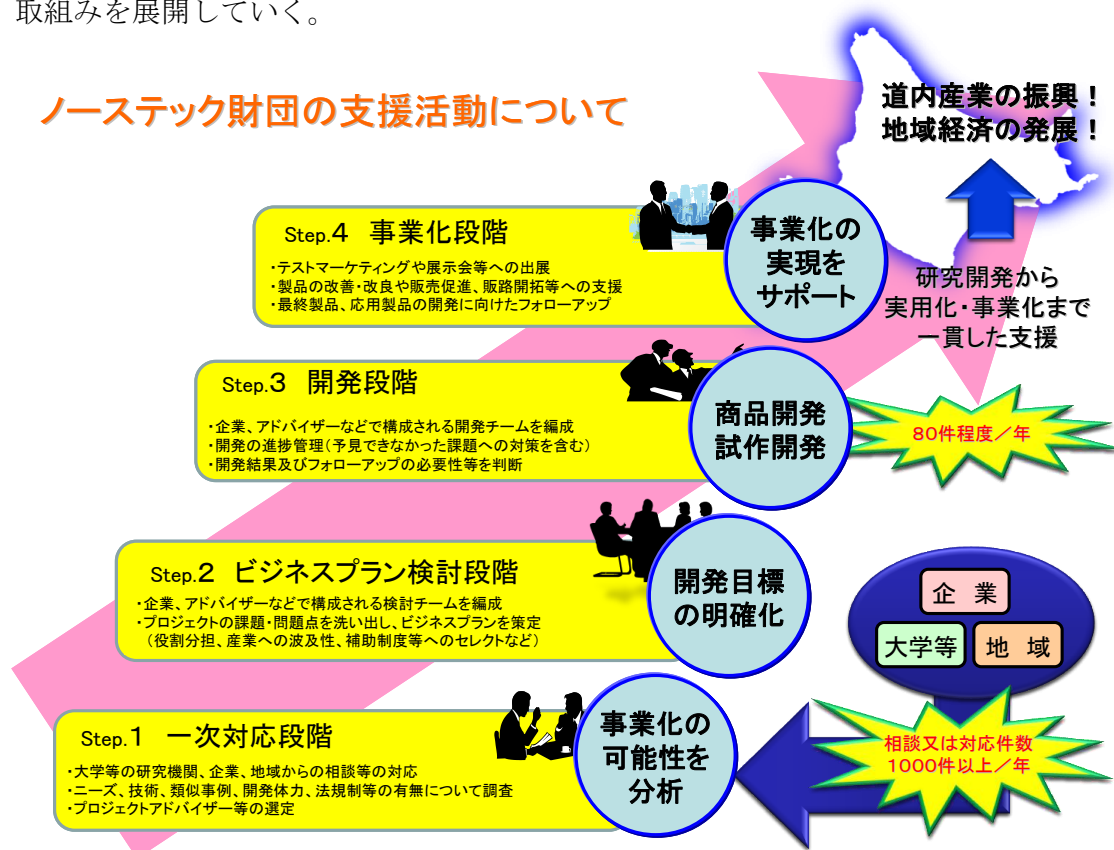 取組みを展開していく。
ノーステック財団の支援活動について
道内産業の振興！
地域経済の発展！
Step.4 事業化段階
・テストマーケティングや展示会等への出展
・製品の改善・改良や販売促進、販路開拓等への支援
・最終製品、応用製品の開発に向けたフォローアップ
事業化の
実現を
サポート
研究開発から
実用化・事業化まで
一貫した支援
Step.3 開発段階
・企業、アドバイザーなどで構成される開発チームを編成
・開発の進捗管理（予見できなかった課題への対策を含む）
・開発結果及びフォローアップの必要性等を判断
商品開発
試作開発
80件程度／年
Step.2 ビジネスプラン検討段階
・企業、アドバイザーなどで構成される検討チームを編成
・プロジェクトの課題・問題点を洗い出し、ビジネスプランを策定
（役割分担、産業への波及性、補助制度等へのセレクトなど）
開発目標
の明確化
企 業
大学等
地 域
Step.1 一次対応段階
・大学等の研究機関、企業、地域からの相談等の対応
・ニーズ、技術、類似事例、開発体力、法規制等の有無について調査
・プロジェクトアドバイザー等の選定
事業化の
可能性を
分析
相談又は対応件数
1000件以上／年